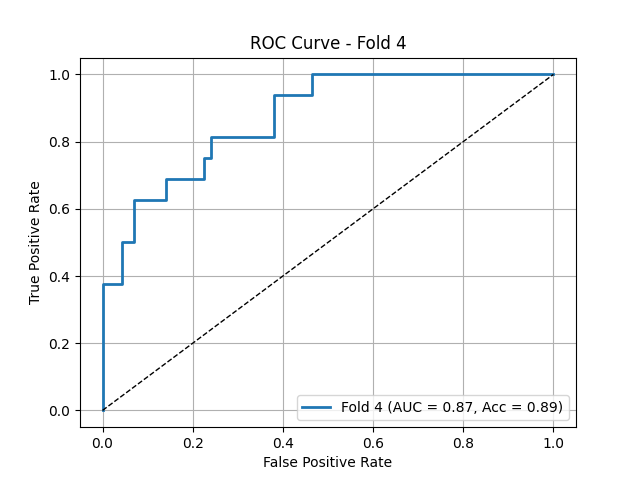 ROC Curve - Fold 4
True Positive Rate
1.0
0.8
0.6
0.4
0.2
0.0
Fold 4 (AUC = 0.87, Acc = 0.89)
0.0 0.2 0.4 0.6 0.8 1.0
False Positive Rate